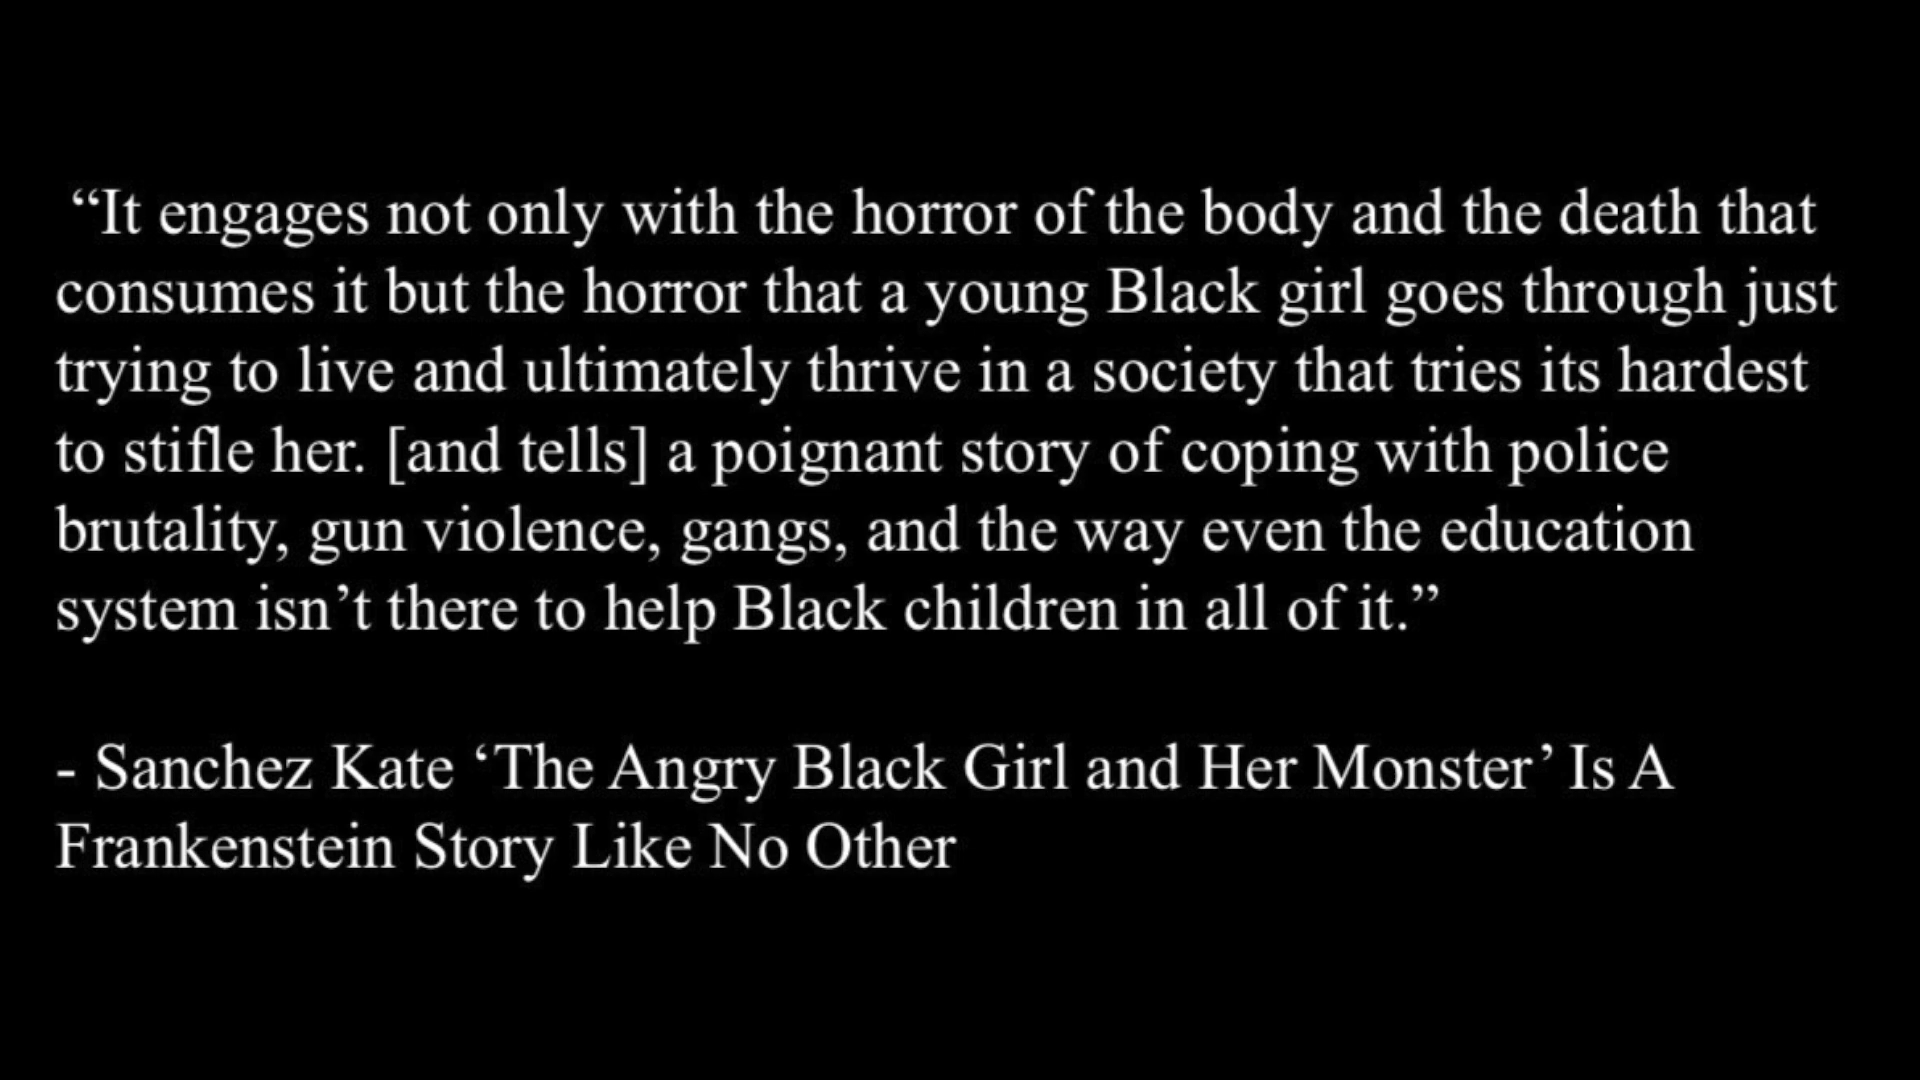 “It engages not only with the horror of the body and the death that
consumes it but the horror that a young Black girl goes through just
trying to live and ultimately thrive in a society that tries its hardest
to stifle her. [and tells] a poignant story of coping with police
brutality, gun violence, gangs, and the way even the education
system isn’t there to help Black children in all of it.”
- Sanchez Kate ‘The Angry Black Girl and Her Monster’ Is A
Frankenstein Story Like No Other